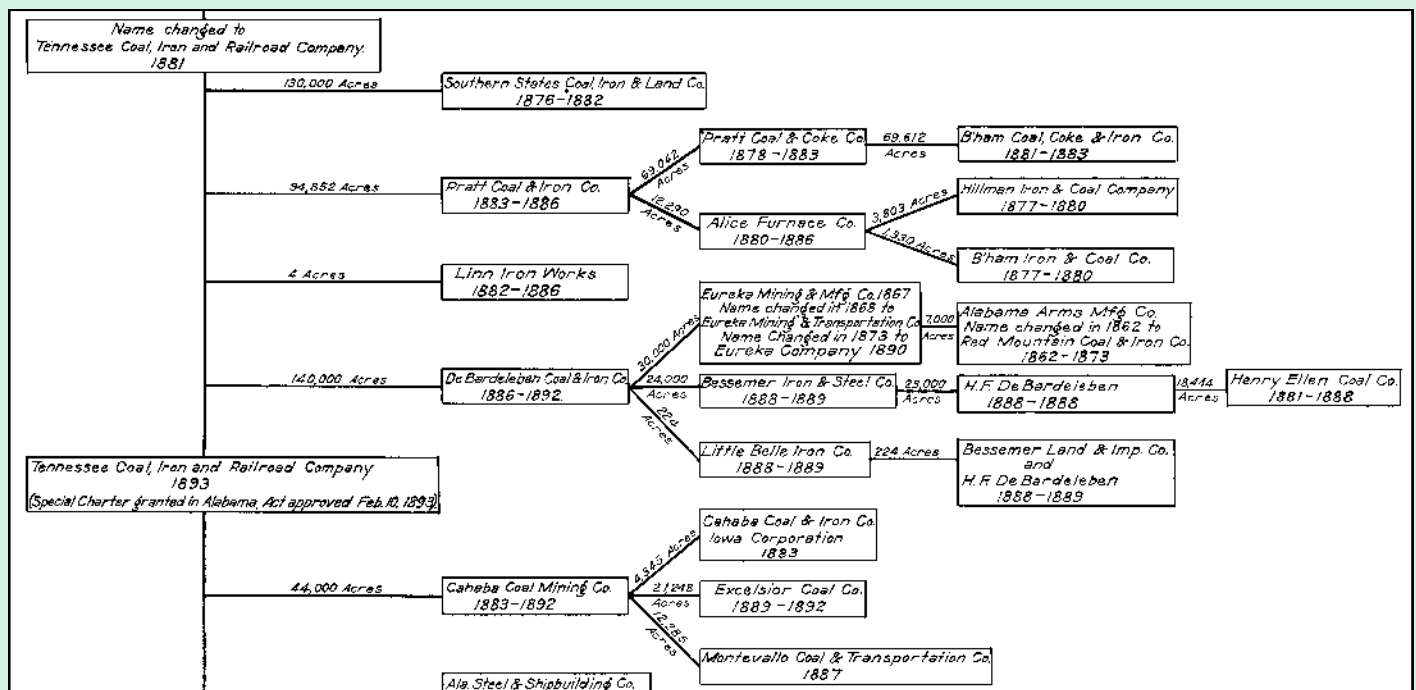 Name changed to
Tennessee Coal, Iron and Railroad Company.
1881
130,000 Acres
Southern States Coal, Iron & Land Co.
1876-1882
Pratt Coal & Coke Co.
1878-1883
69,612
Acres
B'ham Coal, Coke & Iron Co.
1881-1883
69,042
Acres
94,852 Acres
Pratt Coal & Iron Co.
1883-1886
12,290
Acres
Alice Furnace Co.
1880-1886
3,803 Acres
Hillman Iron & Coal Company
1877-1880
1,930 Acres
B'ham Iron & Coal Co.
1877-1880
4 Acres
Linn Iron Works
1882-1886
Eureka Mining & Mfg Co. 1867
Name changed in 1868 to
Eureka Mining & Transportation Co.
Name Changed in 1873 to
Eureka Company 1890
7,000
Acres
Alabama Arms Mfg Co.
Name changed in 1862 to
Red Mountain Coal & Iron Co.
1862-1873
30,000 Acres
140,000 Acres
De Bardeleben Coal & Iron Co.
1886-1892
24,000
Acres
Bessemer Iron & Steel Co.
1888-1889
23,000
Acres
H.F. De Bardeleben
1888-1888
18,444
Acres
Henry Ellen Coal Co.
1881-1888
224
Acres
Little Belle Iron Co.
1888-1889
224 Acres
Bessemer Land & Imp. Co.
and
H.F. De Bardeleben
1888-1889
Tennessee Coal, Iron and Railroad Company
1893
(Special Charter granted in Alabama, Act approved Feb. 10, 1893)
Cahaba Coal & Iron Co.
Iowa Corporation
1883
4,345 Acres
44,000 Acres
Cahaba Coal Mining Co.
1883-1892
21,248
Acres
Excelsior Coal Co.
1889-1892
12,285
Acres
Montevallo Coal & Transportation Co.
1887
Ala. Steel & Shipbuilding Co.